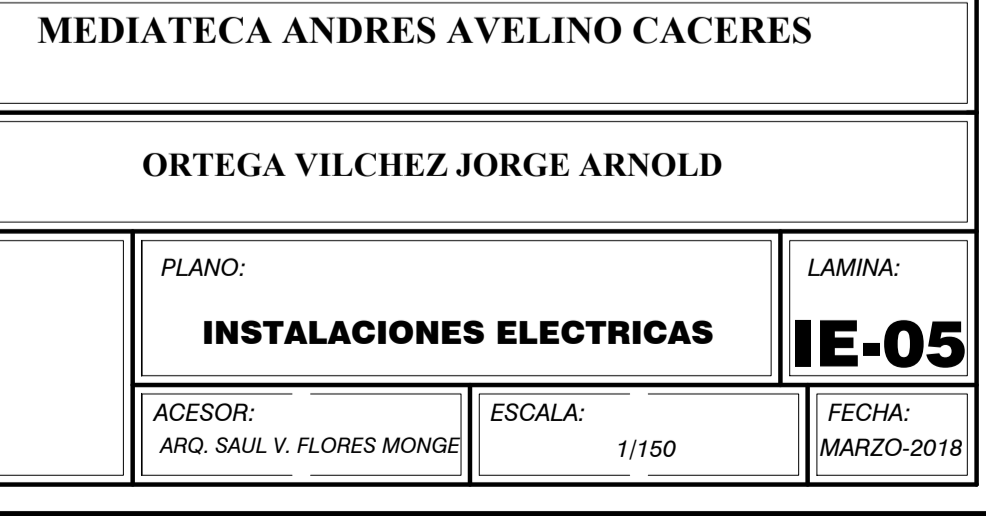 MEDIATECA ANDRES AVELINO CACERES
ORTEGA VILCHEZ JORGE ARNOLD
PLANO:
INSTALACIONES ELECTRICAS
LAMINA:
IE-05
ACESOR:
ARQ. SAUL V. FLORES MONGE
ESCALA:
1/150
FECHA:
MARZO-2018